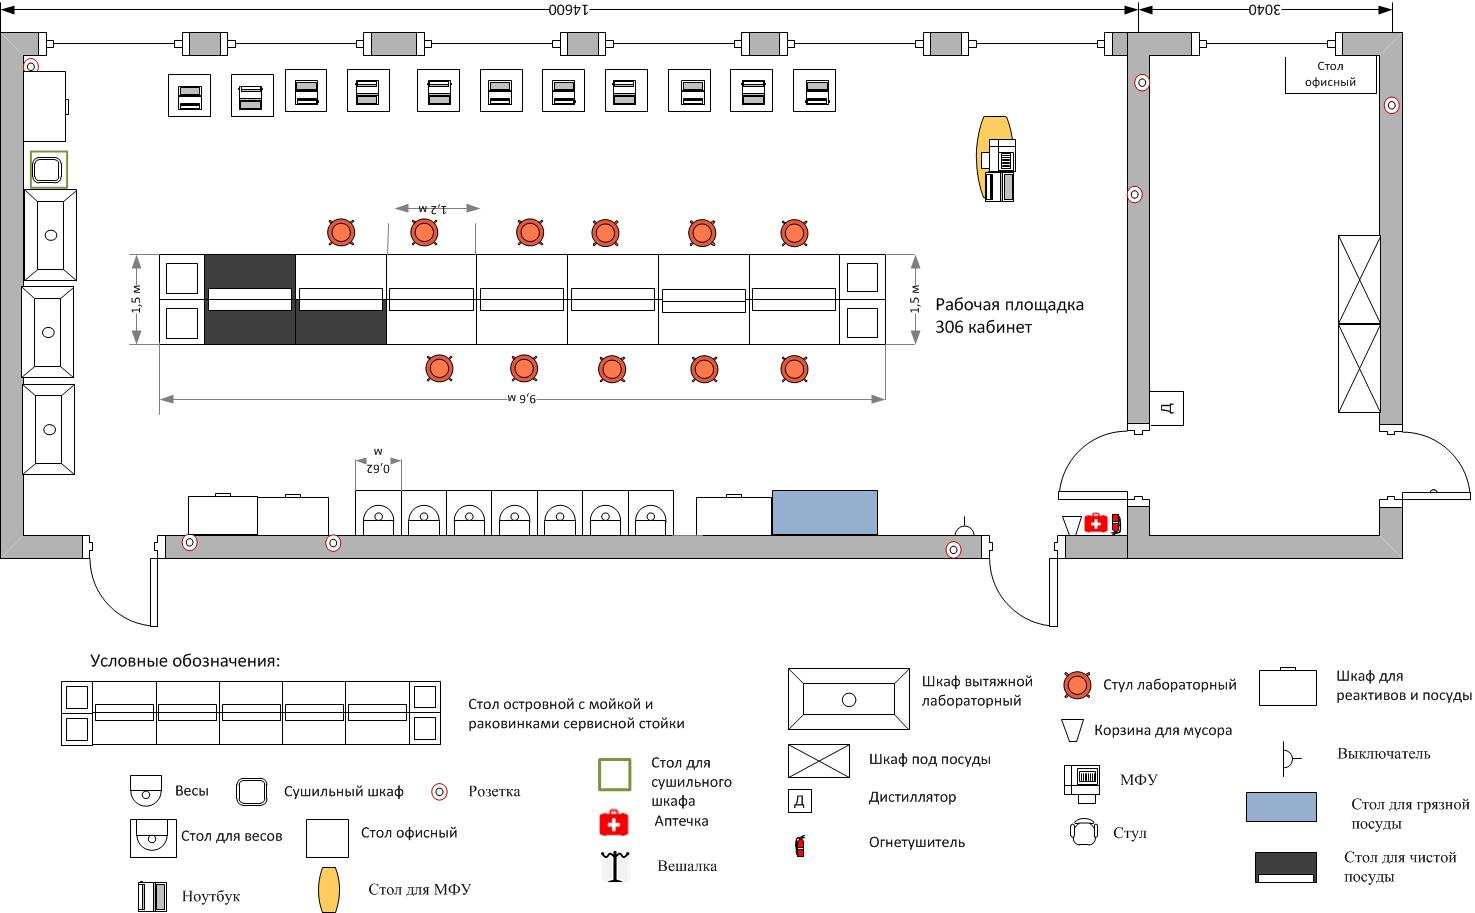 14600
3040
Стол
офисный
1,2 м
1,5 м
1,5 м
Рабочая площадка
306 кабинет
9,6 м
Д
0,62
м
Условные обозначения:
Стол островной с мойкой и
раковинками сервисной стойки
Весы
Сушильный шкаф
Розетка
Стол для весов
Стол офисный
Ноутбук
Стол для МФУ
Стол для
сушильного
шкафа
Аптечка
Вешалка
Шкаф вытяжной
лабораторный
Шкаф под посуды
Д
Дистиллятор
Огнетушитель
Стул лабораторный
Корзина для мусора
МФУ
Стул
Шкаф для
реактивов и посуды
Выключатель
Стол для грязной
посуды
Стол для чистой
посуды